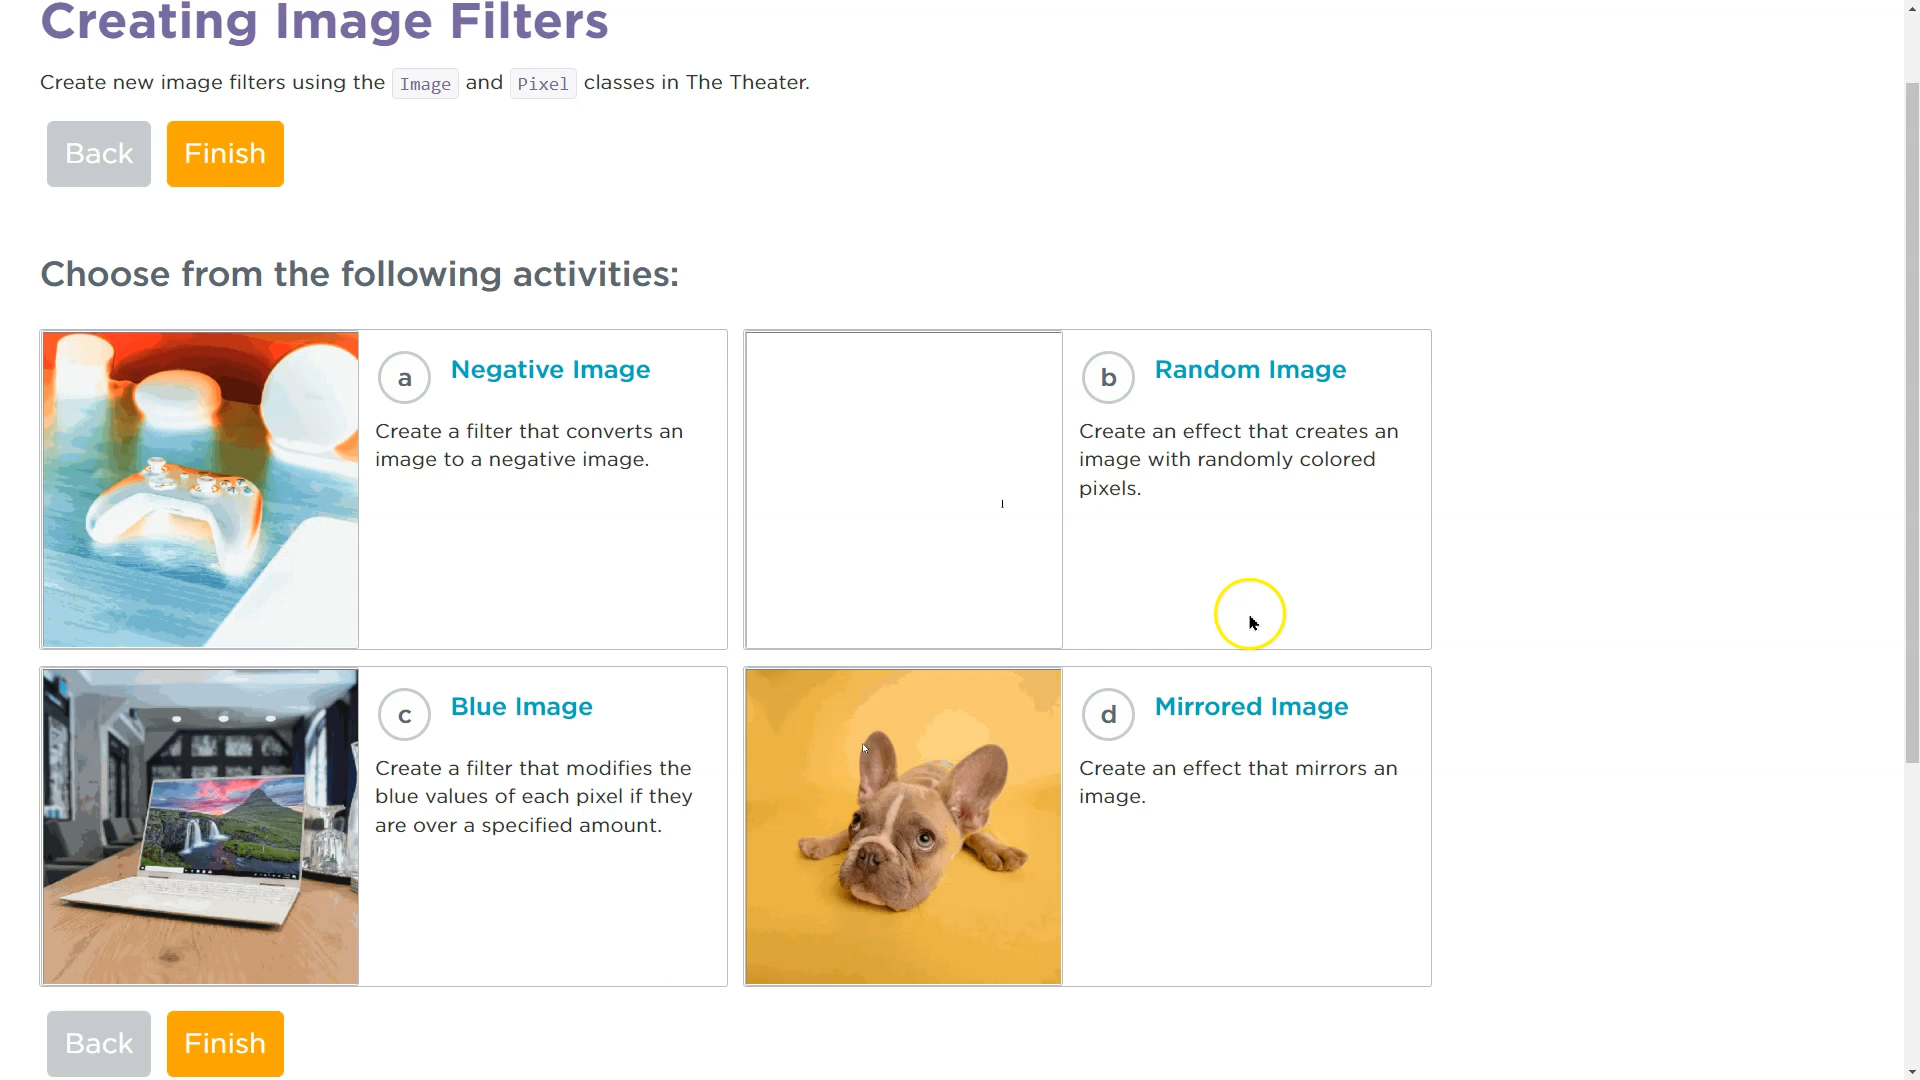 Creating Image Filters
Create new image filters using the Image and Pixel classes in The Theater.
Back Finish
Choose from the following activities:
a Negative Image
Create a filter that converts an
image to a negative image.
b Random Image
Create an effect that creates an
image with randomly colored
pixels.
c Blue Image
Create a filter that modifies the
blue values of each pixel if they
are over a specified amount.
d Mirrored Image
Create an effect that mirrors an
image.
Back Finish